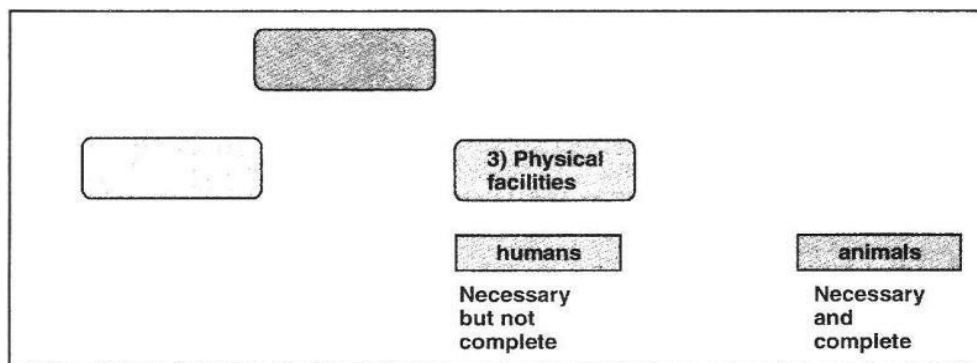 3) Physical
facilities
humans
animals
Necessary
but not
complete
Necessary
and
complete